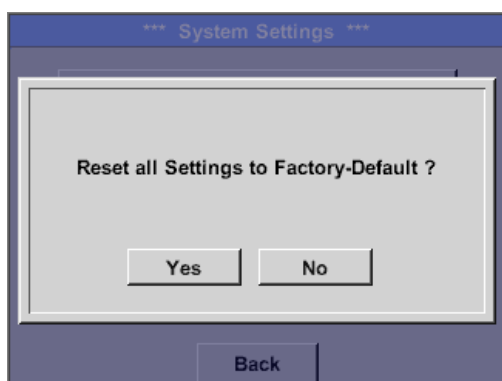 *** System Settings ***
Reset all Settings to Factory-Default ?
Yes No
Back